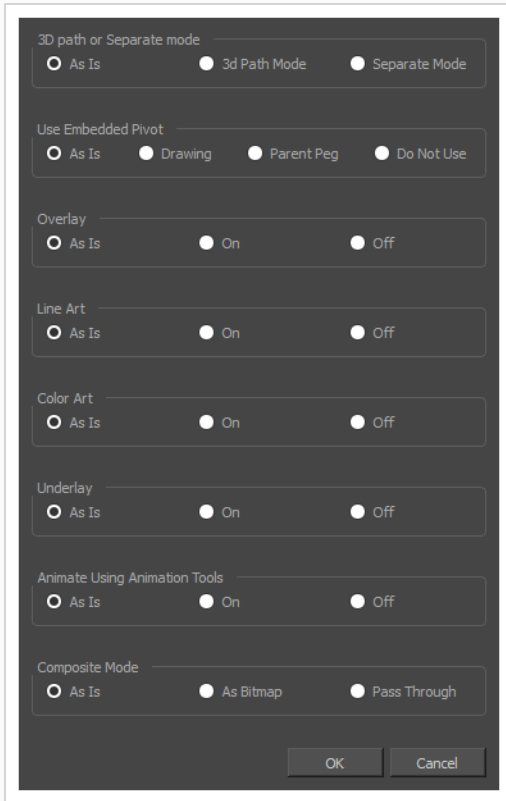 3D path or Separate mode
As Is 3d Path Mode Separate Mode
Use Embedded Pivot
As Is Drawing Parent Peg Do Not Use
Overlay
As Is On Off
Line Art
As Is On Off
Color Art
As Is On Off
Underlay
As Is On Off
Animate Using Animation Tools
As Is On Off
Composite Mode
As Is As Bitmap Pass Through
OK Cancel